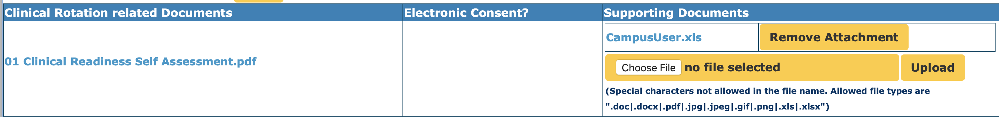 Clinical Rotation related Documents
Electronic Consent?
Supporting Documents
01 Clinical Readiness Self Assessment.pdf
CampusUser.xls
Remove Attachment
Choose File no file selected
Upload
(Special characters not allowed in the file name. Allowed file types are
".doc|.docx|.pdf|.jpg|.jpeg|.gif|.png|.xls|.xlsx")